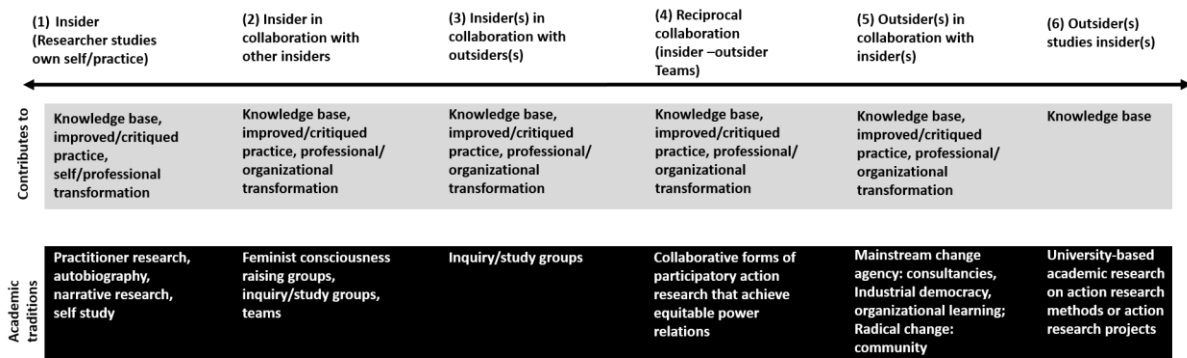 (1) Insider
(Researcher studies
own self/practice)
(2) Insider in
collaboration with
other insiders
(3) Insider(s) in
collaboration with
outsiders(s)
(4) Reciprocal
collaboration
(insider –outsider
Teams)
(5) Outsider(s) in
collaboration with
insider(s)
(6) Outsider(s)
studies insider(s)
Contributes to
Knowledge base,
improved/critiqued
practice,
self/professional
transformation
Knowledge base,
improved/critiqued
practice, professional/
organizational
transformation
Knowledge base,
improved/critiqued
practice, professional/
organizational
transformation
Knowledge base,
improved/critiqued
practice, professional/
organizational
transformation
Knowledge base,
improved/critiqued
practice, professional/
organizational
transformation
Knowledge base
Academic
traditions
Practitioner research,
autobiography,
narrative research,
self study
Feminist consciousness
raising groups,
inquiry/study groups,
teams
Inquiry/study groups
Collaborative forms of
participatory action
research that achieve
equitable power
relations
Mainstream change
agency: consultancies,
Industrial democracy,
organizational learning;
Radical change:
community
University-based
academic research
on action research
methods or action
research projects